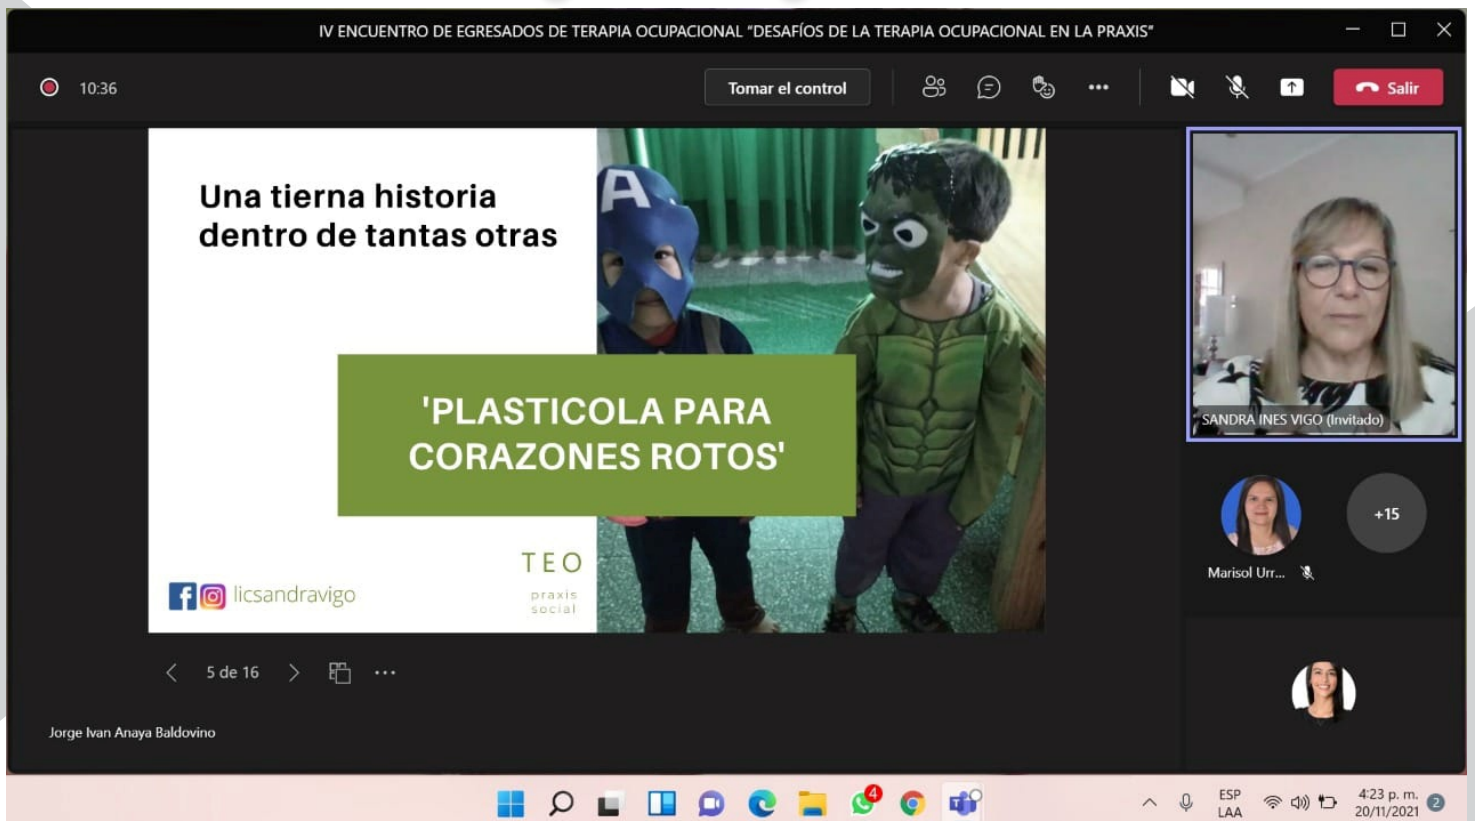 IV ENCUENTRO DE EGRESADOS DE TERAPIA OCUPACIONAL "DESAFÍOS DE LA TERAPIA OCUPACIONAL EN LA PRAXIS"
10:36
Tomar el control
Salir
Una tierna historia
dentro de tantas otras
A
'PLASTICOLA PARA
CORAZONES ROTOS'
TEO
praxis
social
licsandravigo
SANDRA INES VIGO (Invitado)
Marisol Urr...
+15
5 de 16
Jorge Ivan Anaya Baldovino
4
ESP
LAA
4:23 p. m.
20/11/2021
2